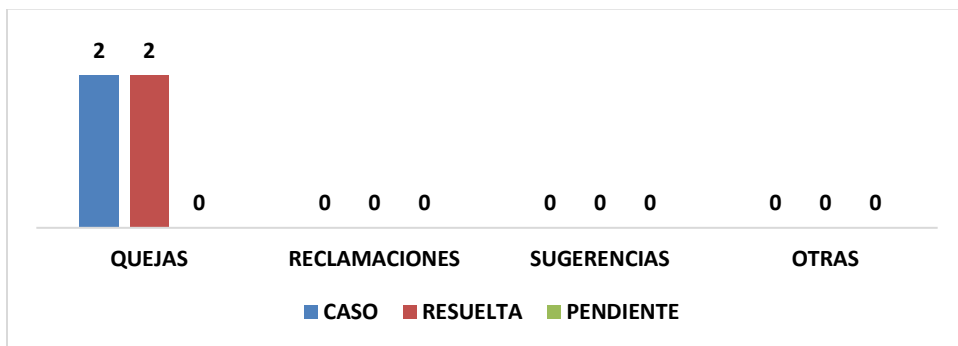 2 2
0 0 0 0 0 0 0 0 0 0
QUEJAS RECLAMACIONES SUGERENCIAS OTRAS
CASO RESUELTA PENDIENTE